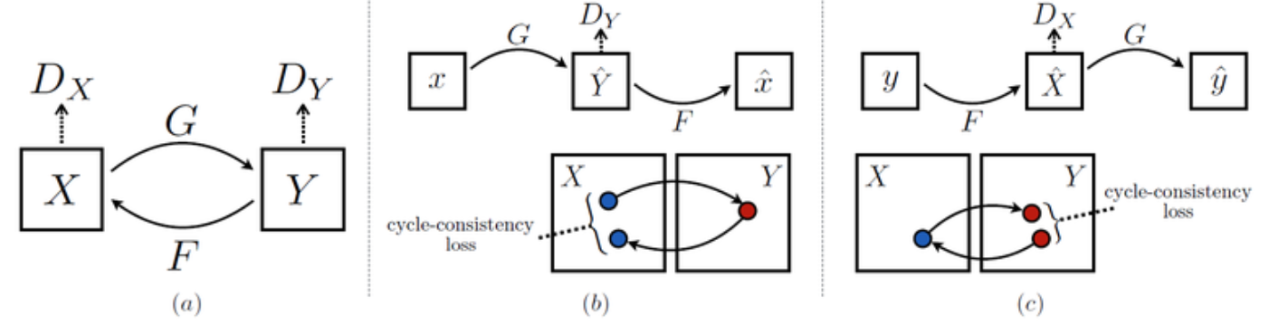 D_X
D_Y
G
X
Y
F
(a)
D_Y
G
x
Ŷ
x̂
F
X
Y
cycle-consistency
loss
(b)
D_X
G
y
X̂
ŷ
F
X
Y
cycle-consistency
loss
(c)